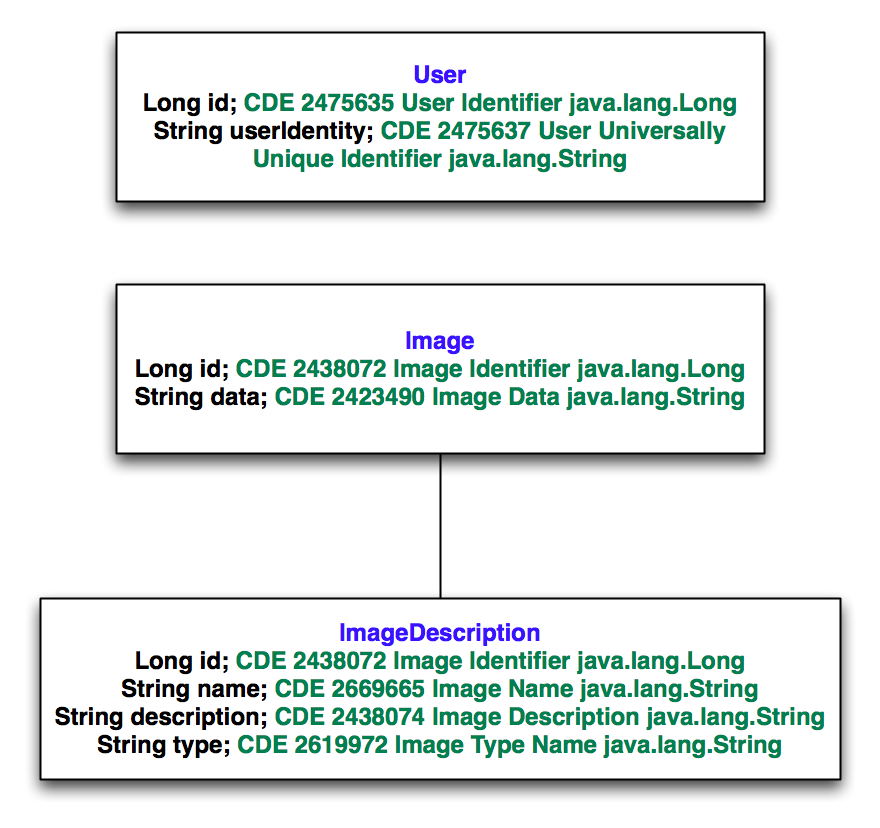 User
Long id; CDE 2475635 User Identifier java.lang.Long
String userIdentity; CDE 2475637 User Universally
Unique Identifier java.lang.String
Image
Long id; CDE 2438072 Image Identifier java.lang.Long
String data; CDE 2423490 Image Data java.lang.String
ImageDescription
Long id; CDE 2438072 Image Identifier java.lang.Long
String name; CDE 2669665 Image Name java.lang.String
String description; CDE 2438074 Image Description java.lang.String
String type; CDE 2619972 Image Type Name java.lang.String